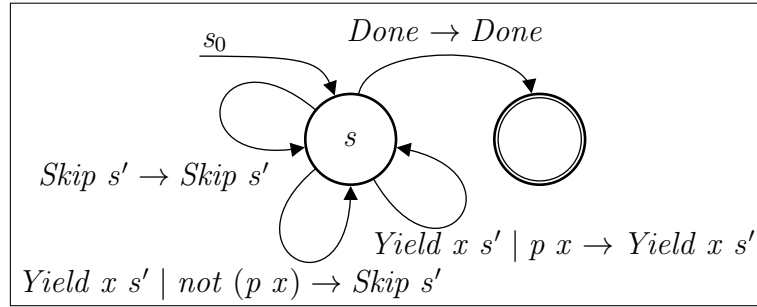 Done → Done
s₀
s
Skip s′ → Skip s′
Yield x s′ | p x → Yield x s′
Yield x s′ | not (p x) → Skip s′